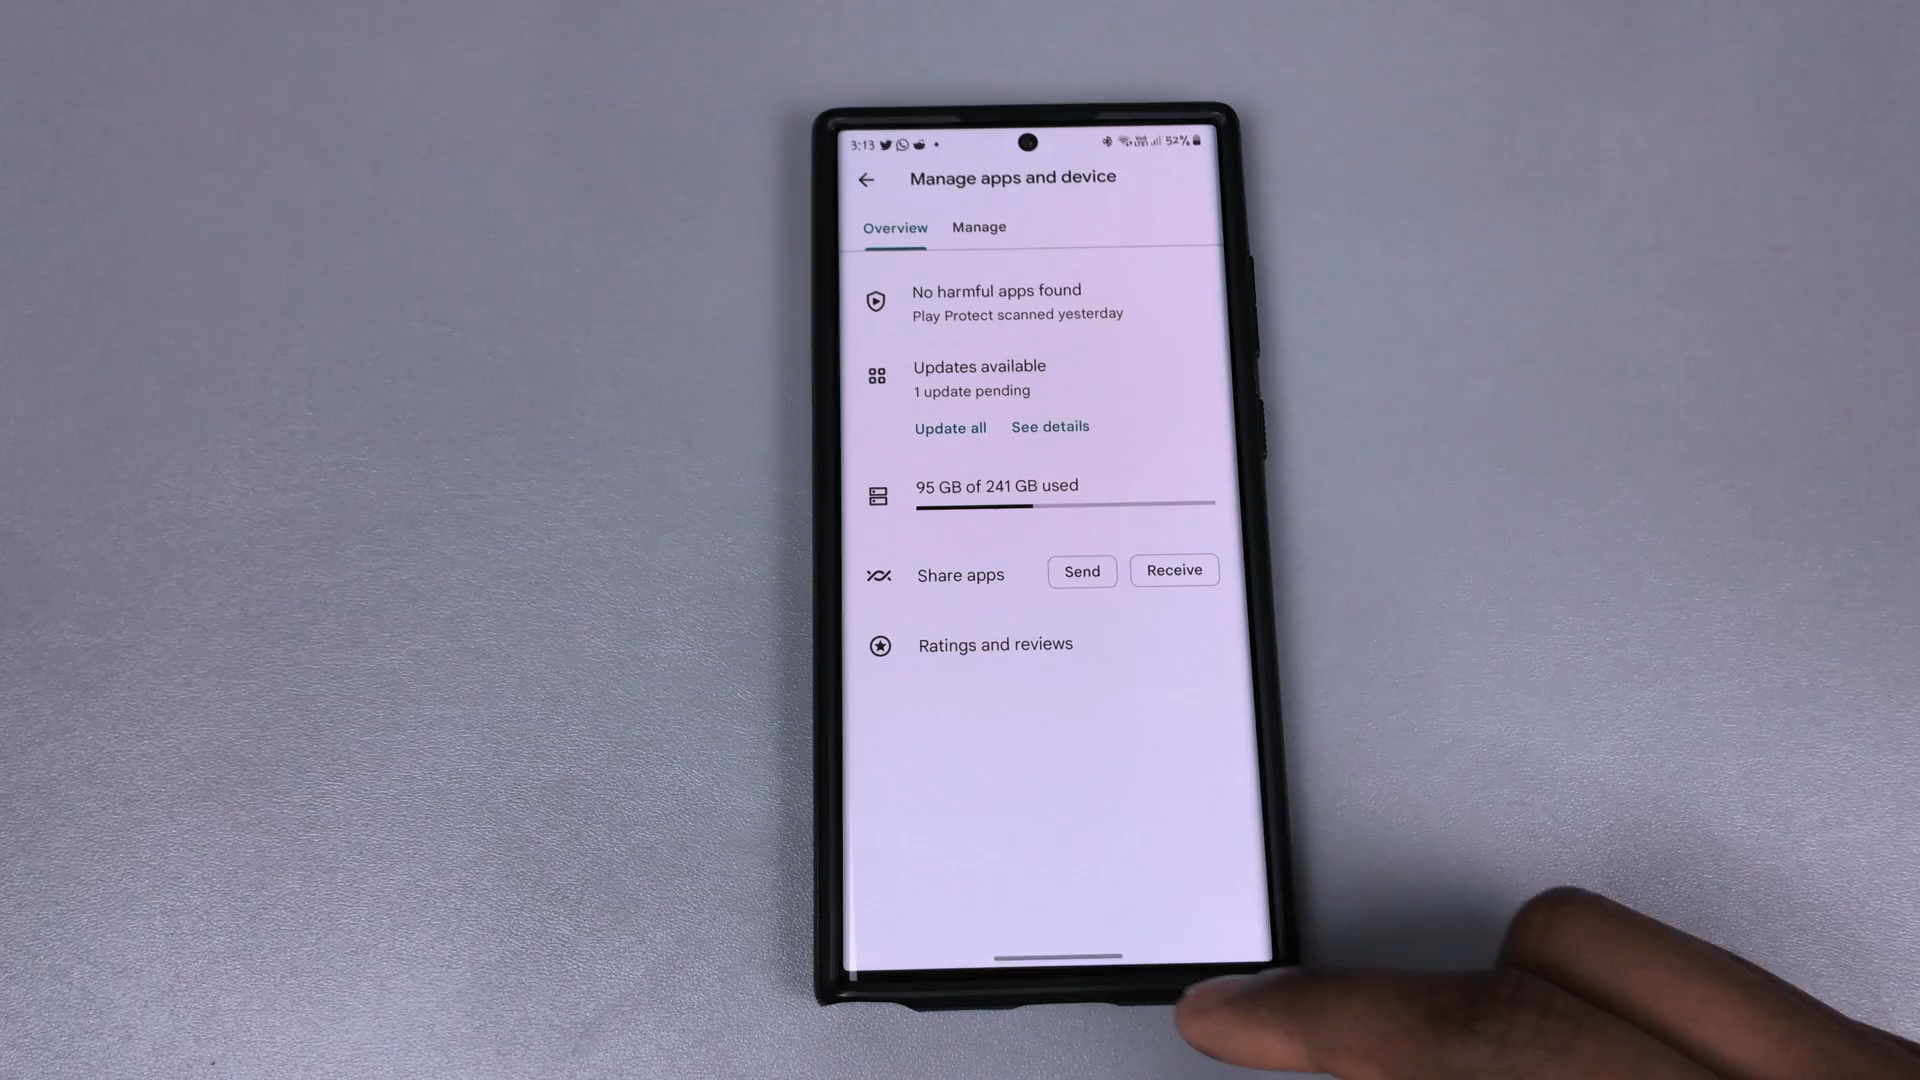 3:13 52%
Manage apps and device
Overview Manage
No harmful apps found
Play Protect scanned yesterday
Updates available
1 update pending
Update all See details
95 GB of 241 GB used
Share apps Send Receive
Ratings and reviews